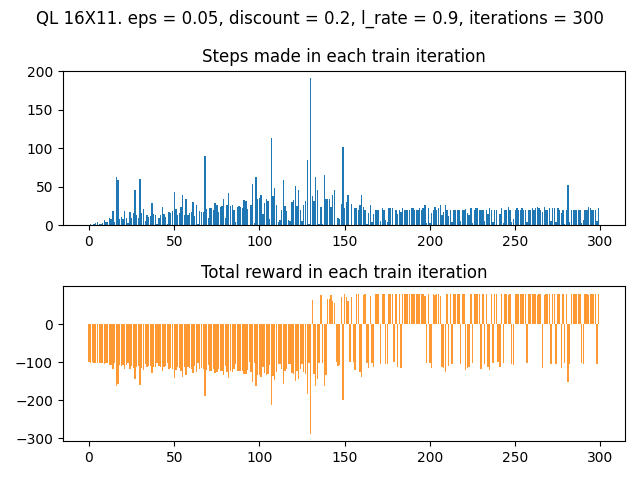 QL 16X11. eps = 0.05, discount = 0.2, l_rate = 0.9, iterations = 300
Steps made in each train iteration
200
150
100
50
0
0 50 100 150 200 250 300
Total reward in each train iteration
0
−100
−200
−300
0 50 100 150 200 250 300